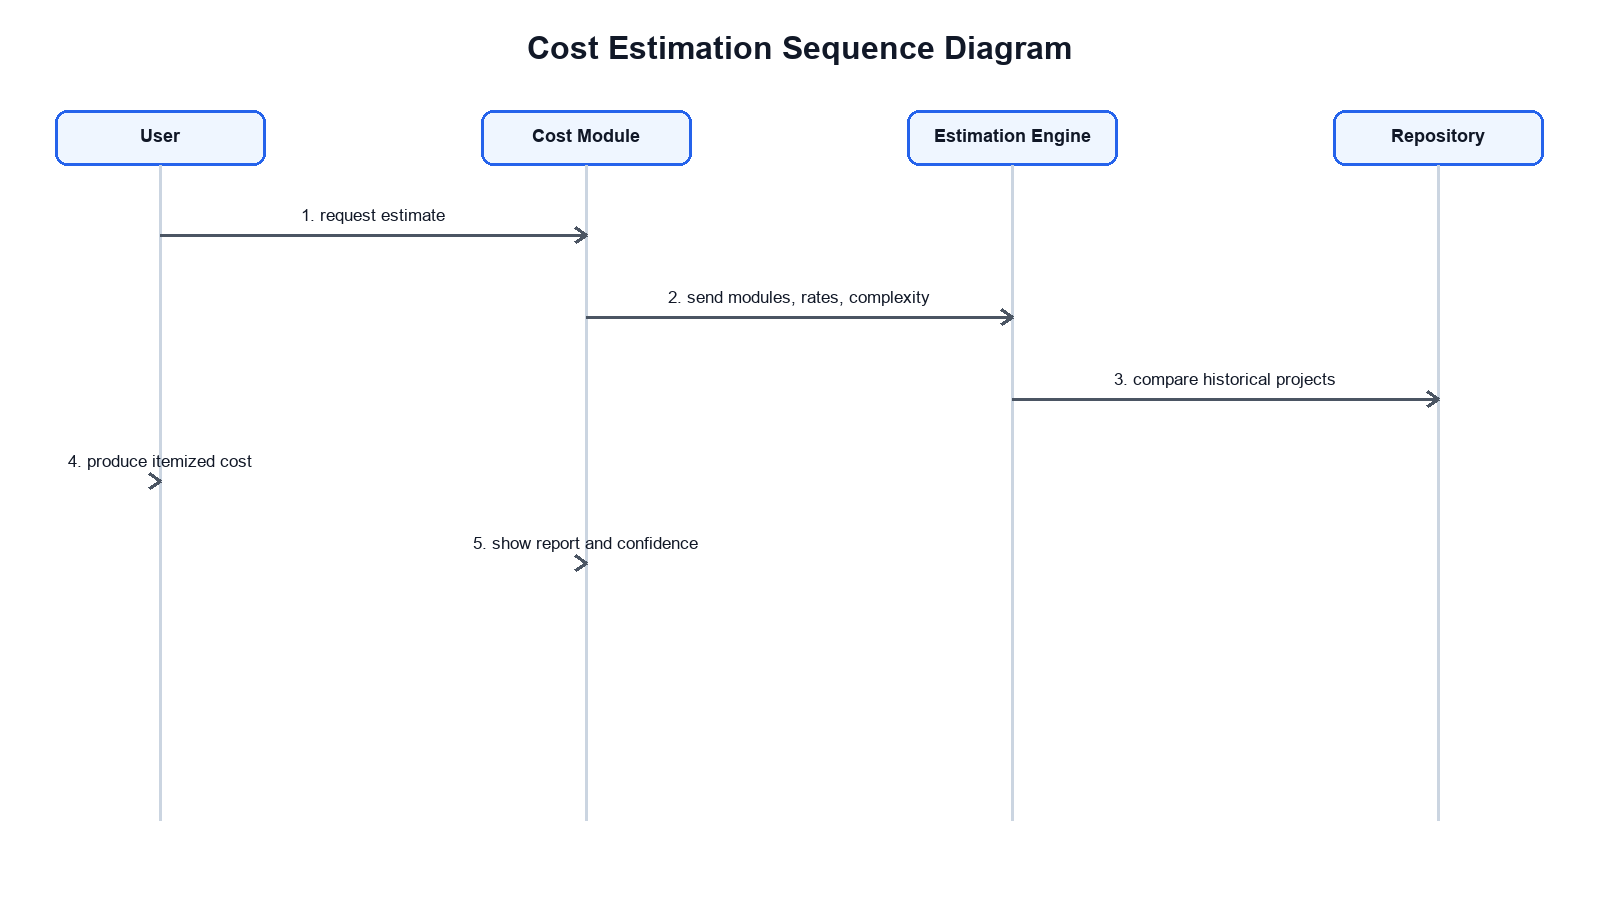 Cost Estimation Sequence Diagram
User
Cost Module
Estimation Engine
Repository
1. request estimate
2. send modules, rates, complexity
3. compare historical projects
4. produce itemized cost
5. show report and confidence